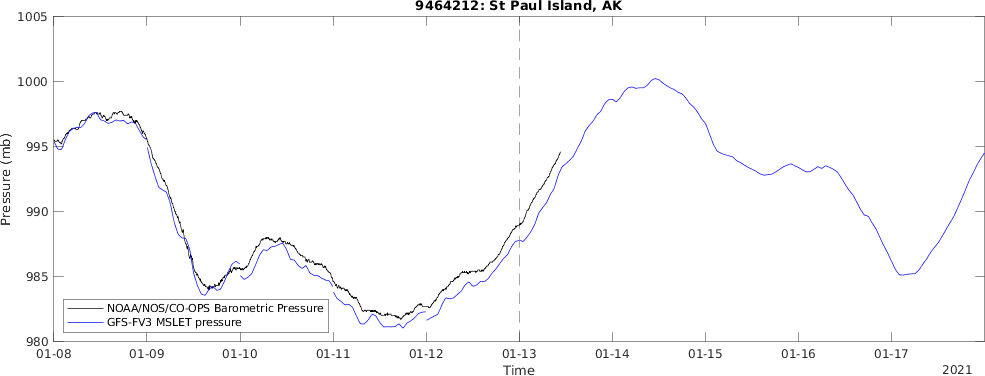 9464212: St Paul Island, AK
1005
1000
995
990
985
980
Pressure (mb)
NOAA/NOS/CO-OPS Barometric Pressure
GFS-FV3 MSLET pressure
01-08 01-09 01-10 01-11 01-12 01-13 01-14 01-15 01-16 01-17
Time
2021